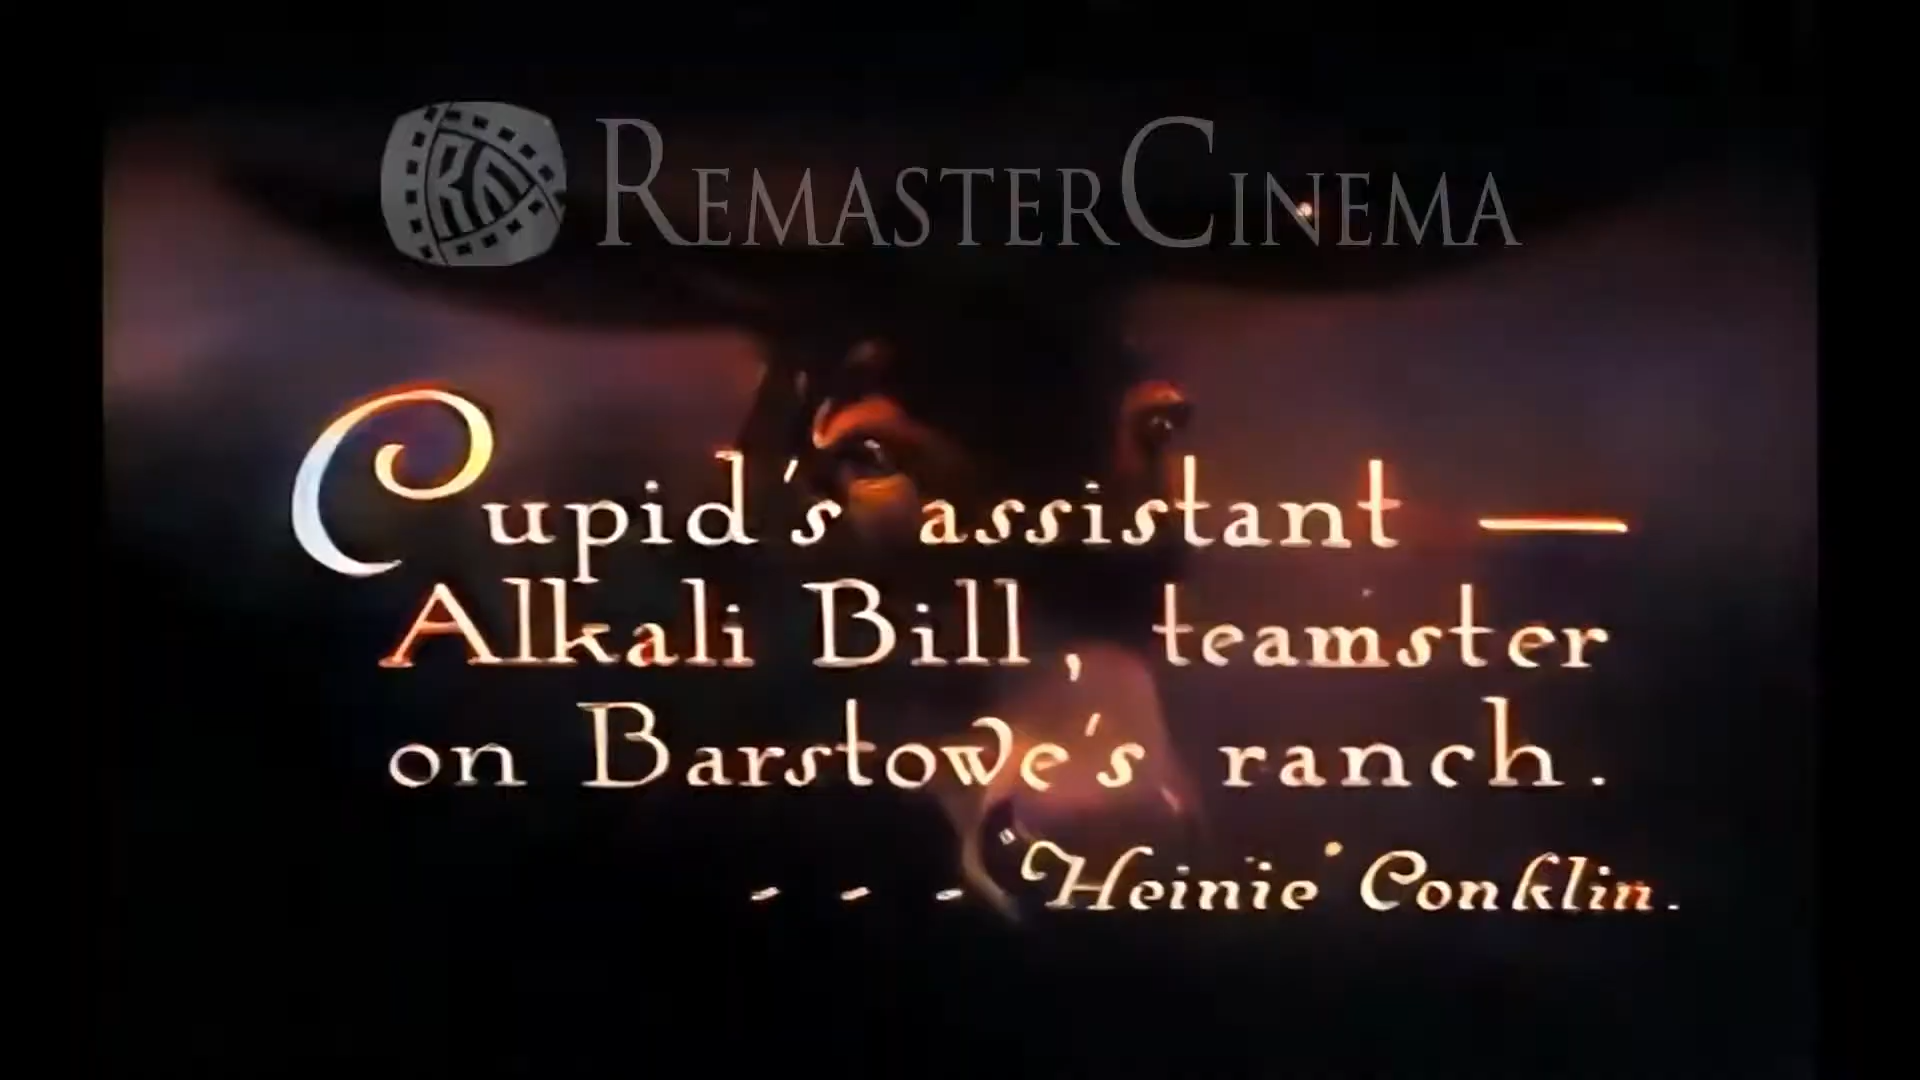 REMASTERCINEMA
Cupid's assistant —
Alkali Bill, teamster
on Barstowe's ranch.
- - - "Heinie" Conklin.